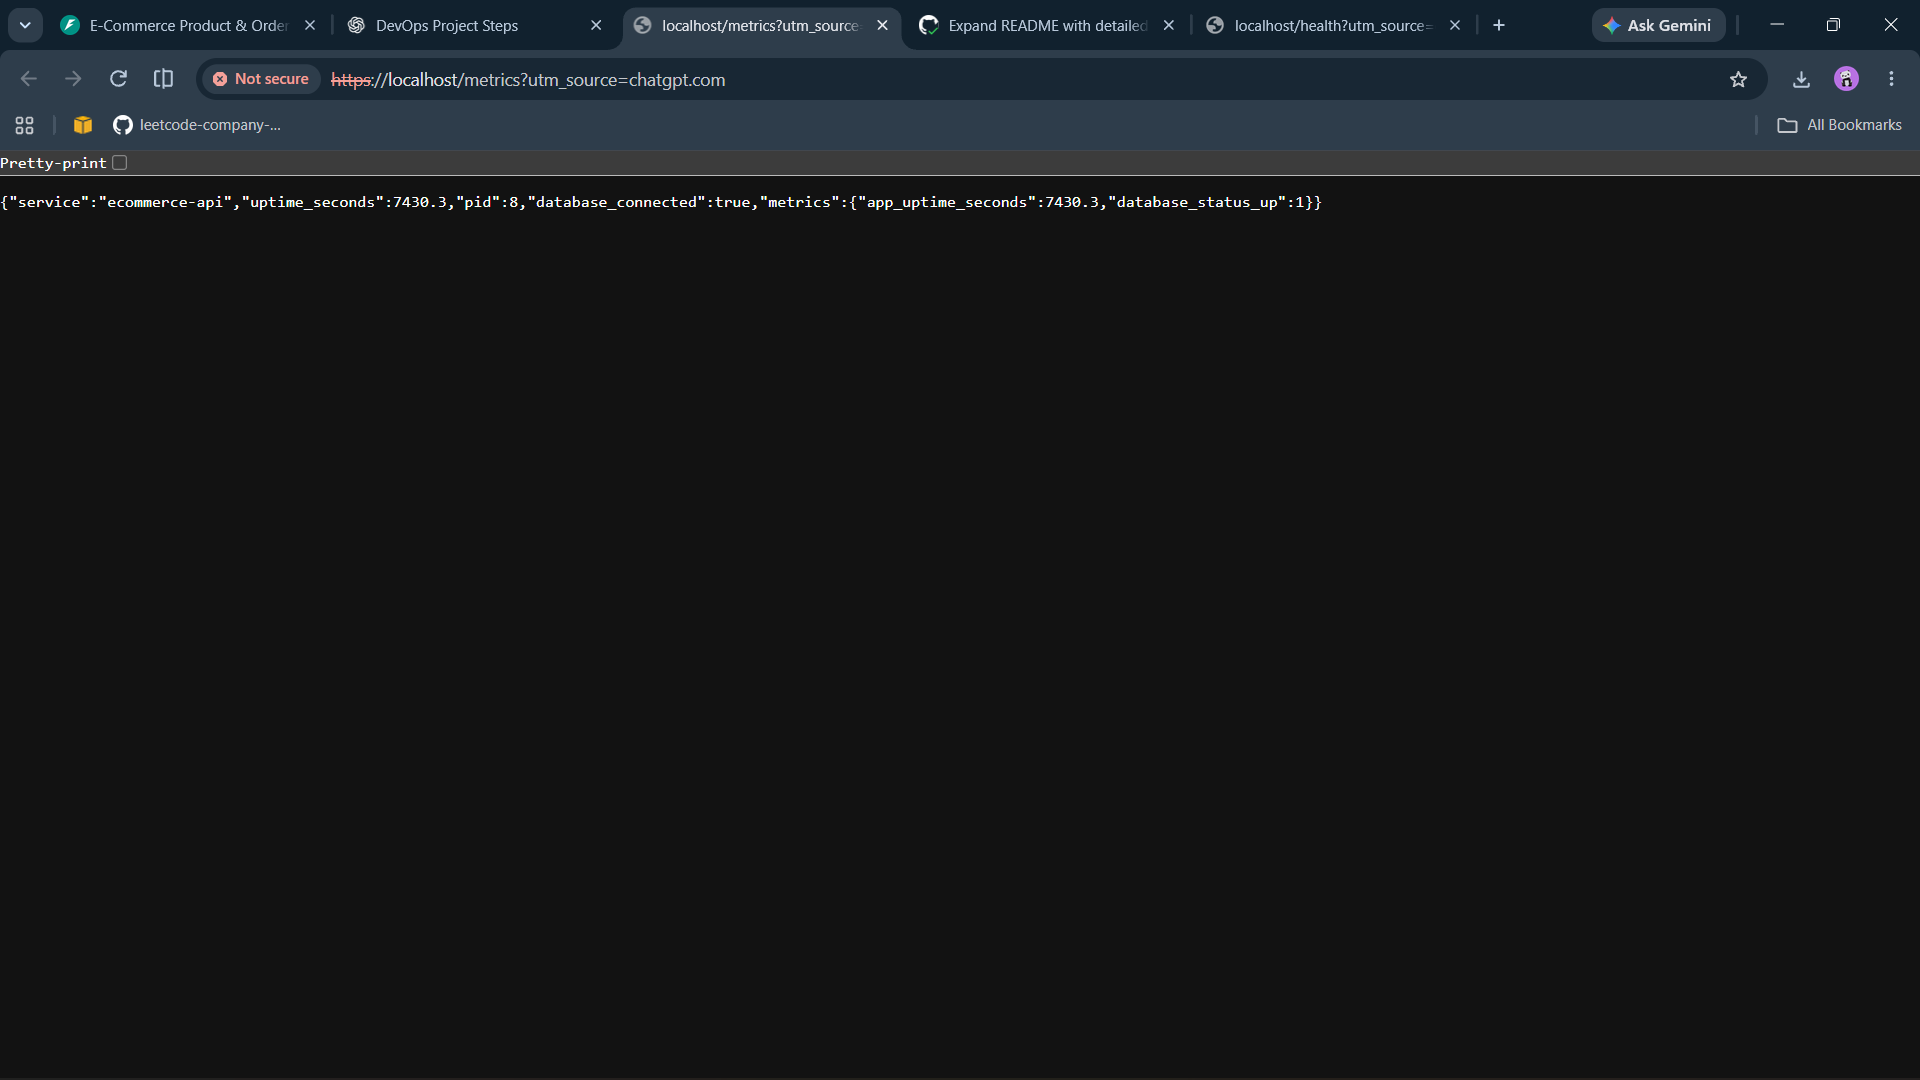 E-Commerce Product & Order
DevOps Project Steps
localhost/metrics?utm_source=
Expand README with detailed
localhost/health?utm_source=
Ask Gemini
Not secure
https://localhost/metrics?utm_source=chatgpt.com
leetcode-company-...
All Bookmarks
Pretty-print
{"service":"ecommerce-api","uptime_seconds":7430.3,"pid":8,"database_connected":true,"metrics":{"app_uptime_seconds":7430.3,"database_status_up":1}}